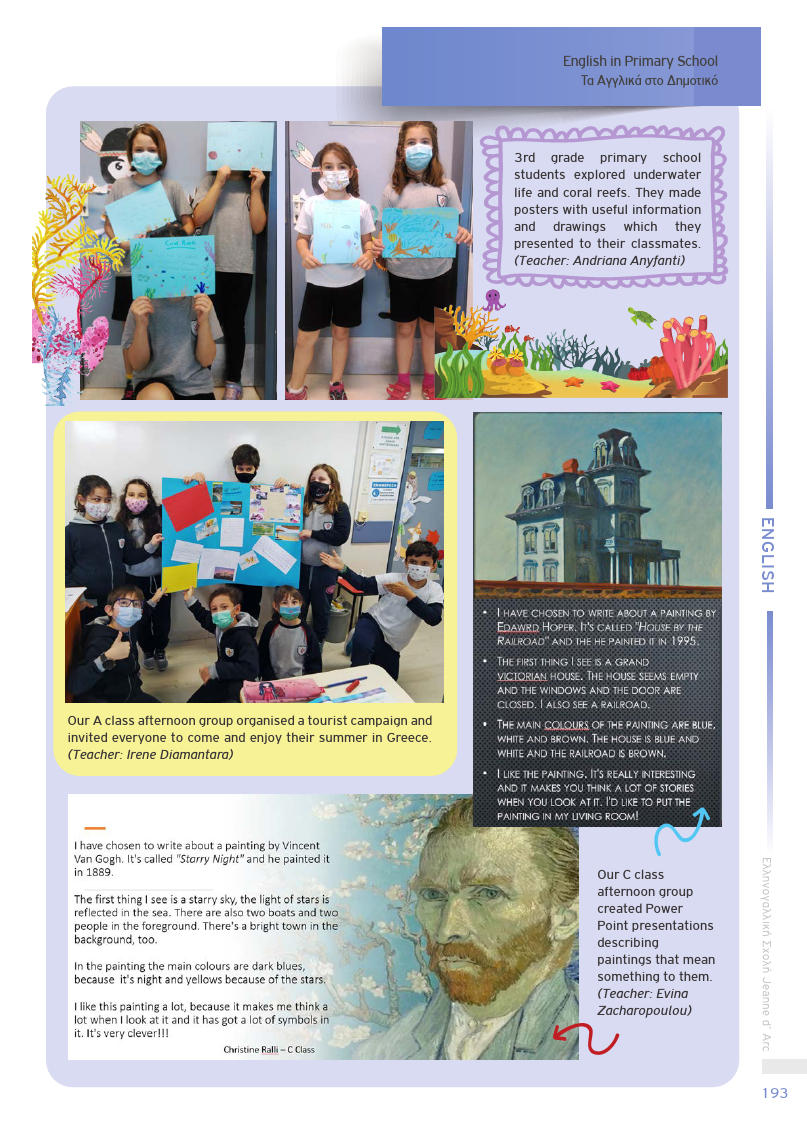 English in Primary School
Τα Αγγλικά στο Δημοτικό
3rd grade primary school
students explored underwater
life and coral reefs. They made
posters with useful information
and drawings which they
presented to their classmates.
(Teacher: Andriana Anyfanti)
Coral Reefs
Our A class afternoon group organised a tourist campaign and
invited everyone to come and enjoy their summer in Greece.
(Teacher: Irene Diamantara)
• I HAVE CHOSEN TO WRITE ABOUT A PAINTING BY
EDAWRD HOPER. IT'S CALLED "HOUSE BY THE
RAILROAD" AND THE HE PAINTED IT IN 1995.
• THE FIRST THING I SEE IS A GRAND
VICTORIAN HOUSE. THE HOUSE SEEMS EMPTY
AND THE WINDOWS AND THE DOOR ARE
CLOSED. I ALSO SEE A RAILROAD.
• THE MAIN COLOURS OF THE PAINTING ARE BLUE,
WHITE AND BROWN. THE HOUSE IS BLUE AND
WHITE AND THE RAILROAD IS BROWN.
• I LIKE THE PAINTING. IT'S REALLY INTERESTING
AND IT MAKES YOU THINK A LOT OF STORIES
WHEN YOU LOOK AT IT. I'D LIKE TO PUT THE
PAINTING IN MY LIVING ROOM!
I have chosen to write about a painting by Vincent
Van Gogh. It's called "Starry Night" and he painted it
in 1889.
The first thing I see is a starry sky, the light of stars is
reflected in the sea. There are also two boats and two
people in the foreground. There's a bright town in the
background, too.
In the painting the main colours are dark blues,
because it's night and yellows because of the stars.
I like this painting a lot, because it makes me think a
lot when I look at it and it has got a lot of symbols in
it. It's very clever!!!
Christine Ralli – C Class
Our C class
afternoon group
created Power
Point presentations
describing
paintings that mean
something to them.
(Teacher: Evina
Zacharopoulou)
ENGLISH
Ελληνογαλλική Σχολή Jeanne d' Arc
193